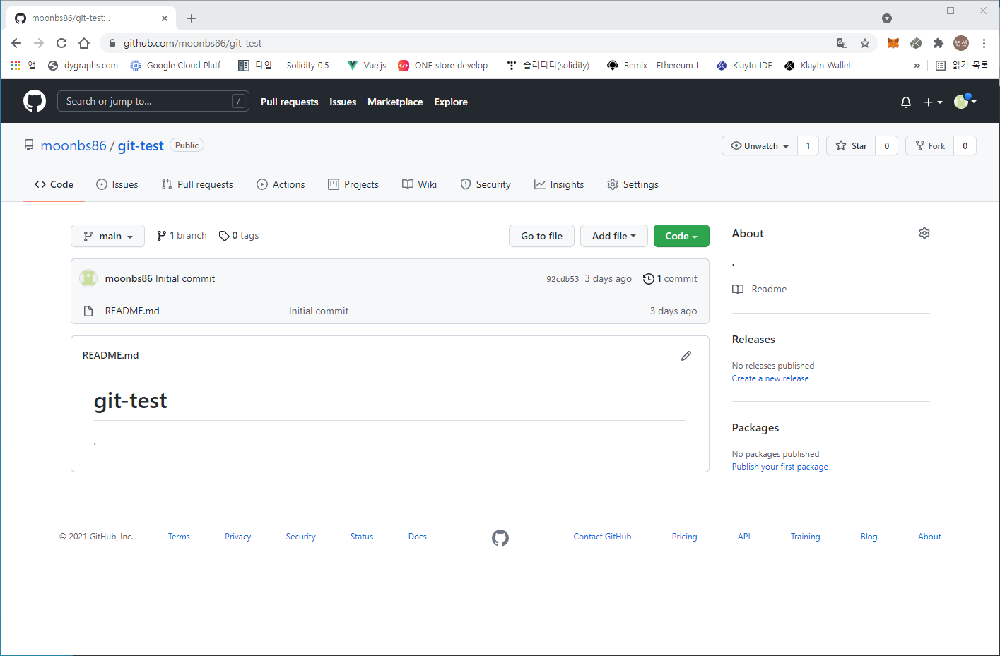 moonbs86/git-test: .
github.com/moonbs86/git-test
병선
앱 dygraphs.com Google Cloud Platf... 타입 — Solidity 0.5... Vue.js ONE store develop... 솔리디티(solidity)... Remix - Ethereum I... Klaytn IDE Klaytn Wallet » 읽기 목록
Search or jump to... / Pull requests Issues Marketplace Explore
moonbs86 / git-test Public Unwatch 1 Star 0 Fork 0
Code Issues Pull requests Actions Projects Wiki Security Insights Settings
main 1 branch 0 tags Go to file Add file Code
moonbs86 Initial commit 92cdb53 3 days ago 1 commit
README.md Initial commit 3 days ago
README.md
git-test
.
About
.
Readme
Releases
No releases published
Create a new release
Packages
No packages published
Publish your first package
© 2021 GitHub, Inc. Terms Privacy Security Status Docs Contact GitHub Pricing API Training Blog About